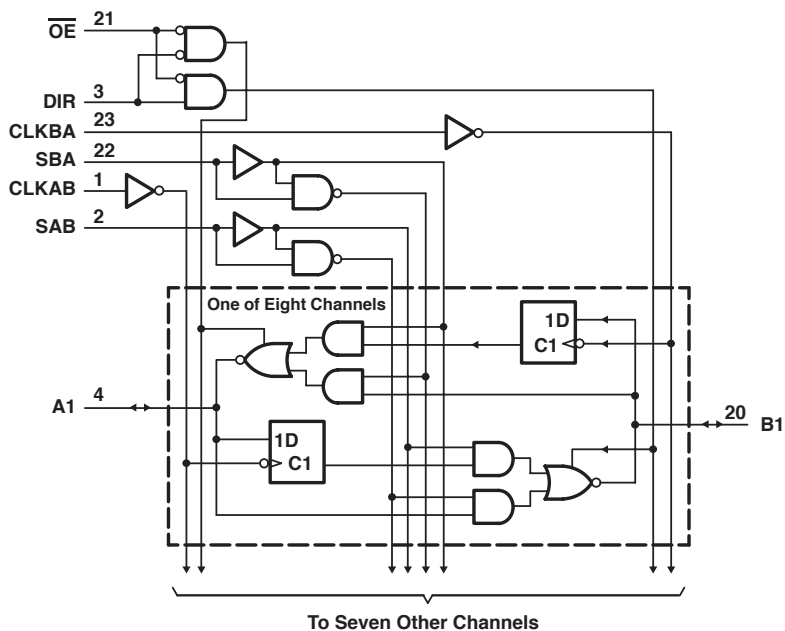 O̅E̅ 21
DIR 3
CLKBA 23
SBA 22
CLKAB 1
SAB 2
One of Eight Channels
1D
C1
A1 4
20 B1
1D
C1
To Seven Other Channels